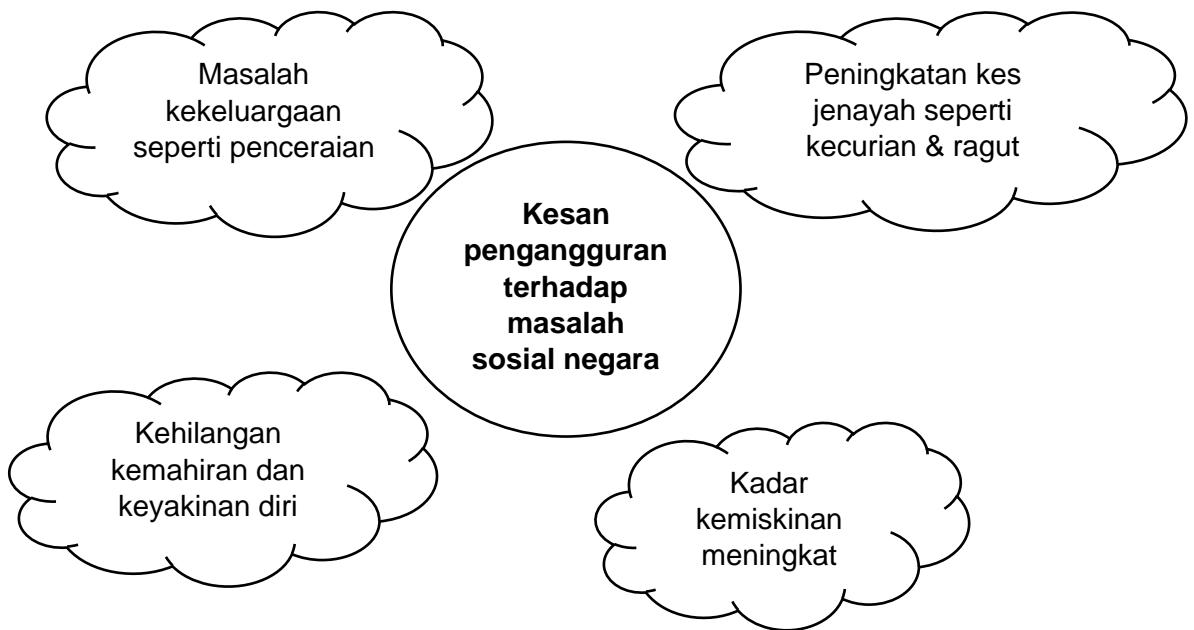 Masalah
kekeluargaan
seperti penceraian
Peningkatan kes
jenayah seperti
kecurian & ragut
Kesan
pengangguran
terhadap
masalah
sosial negara
Kehilangan
kemahiran dan
keyakinan diri
Kadar
kemiskinan
meningkat